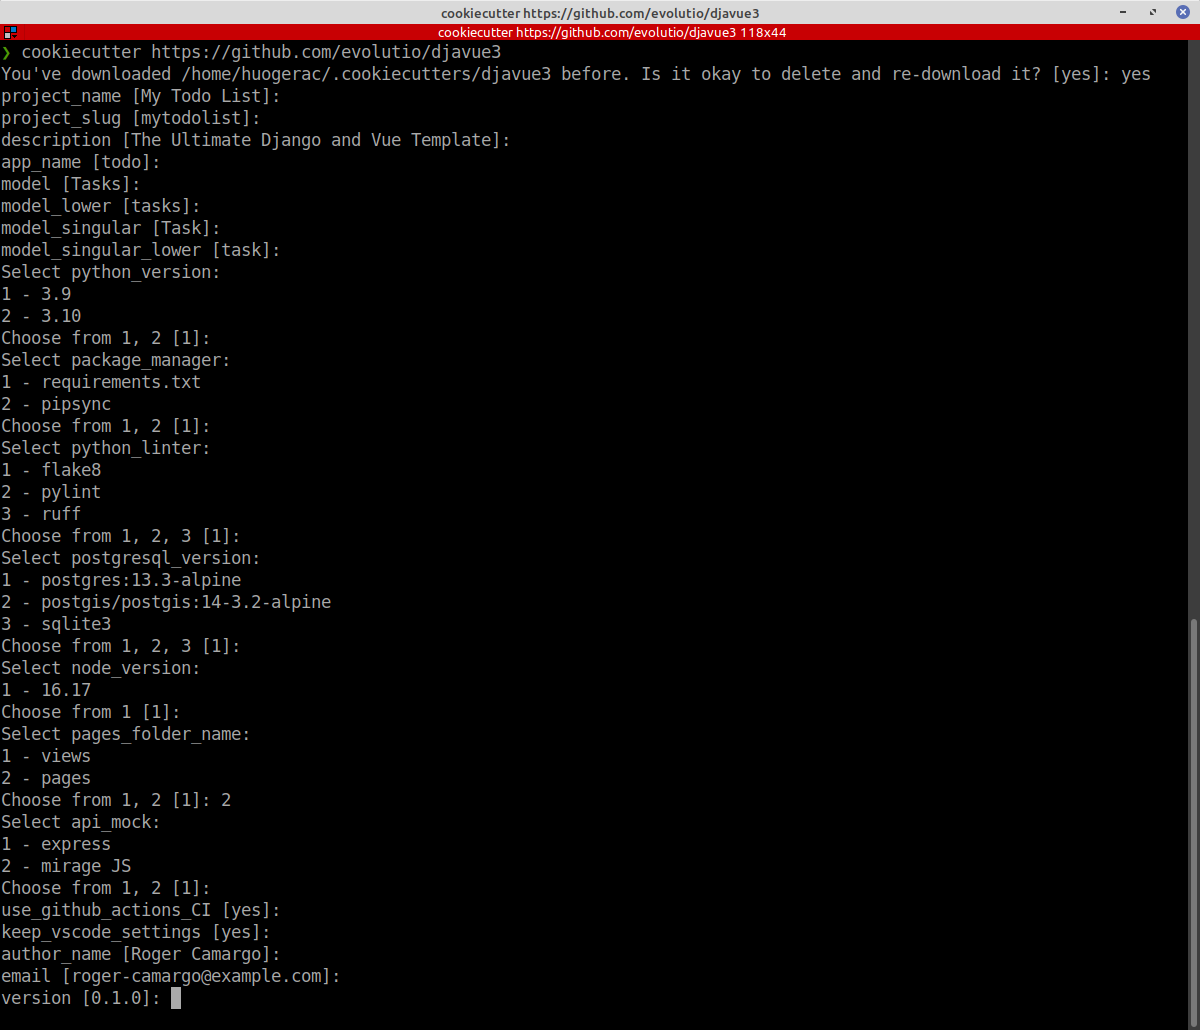 cookiecutter https://github.com/evolutio/djavue3
cookiecutter https://github.com/evolutio/djavue3 118x44
❯ cookiecutter https://github.com/evolutio/djavue3
You've downloaded /home/huogerac/.cookiecutters/djavue3 before. Is it okay to delete and re-download it? [yes]: yes
project_name [My Todo List]:
project_slug [mytodolist]:
description [The Ultimate Django and Vue Template]:
app_name [todo]:
model [Tasks]:
model_lower [tasks]:
model_singular [Task]:
model_singular_lower [task]:
Select python_version:
1 - 3.9
2 - 3.10
Choose from 1, 2 [1]:
Select package_manager:
1 - requirements.txt
2 - pipsync
Choose from 1, 2 [1]:
Select python_linter:
1 - flake8
2 - pylint
3 - ruff
Choose from 1, 2, 3 [1]:
Select postgresql_version:
1 - postgres:13.3-alpine
2 - postgis/postgis:14-3.2-alpine
3 - sqlite3
Choose from 1, 2, 3 [1]:
Select node_version:
1 - 16.17
Choose from 1 [1]:
Select pages_folder_name:
1 - views
2 - pages
Choose from 1, 2 [1]: 2
Select api_mock:
1 - express
2 - mirage JS
Choose from 1, 2 [1]:
use_github_actions_CI [yes]:
keep_vscode_settings [yes]:
author_name [Roger Camargo]:
email [roger-camargo@example.com]:
version [0.1.0]: